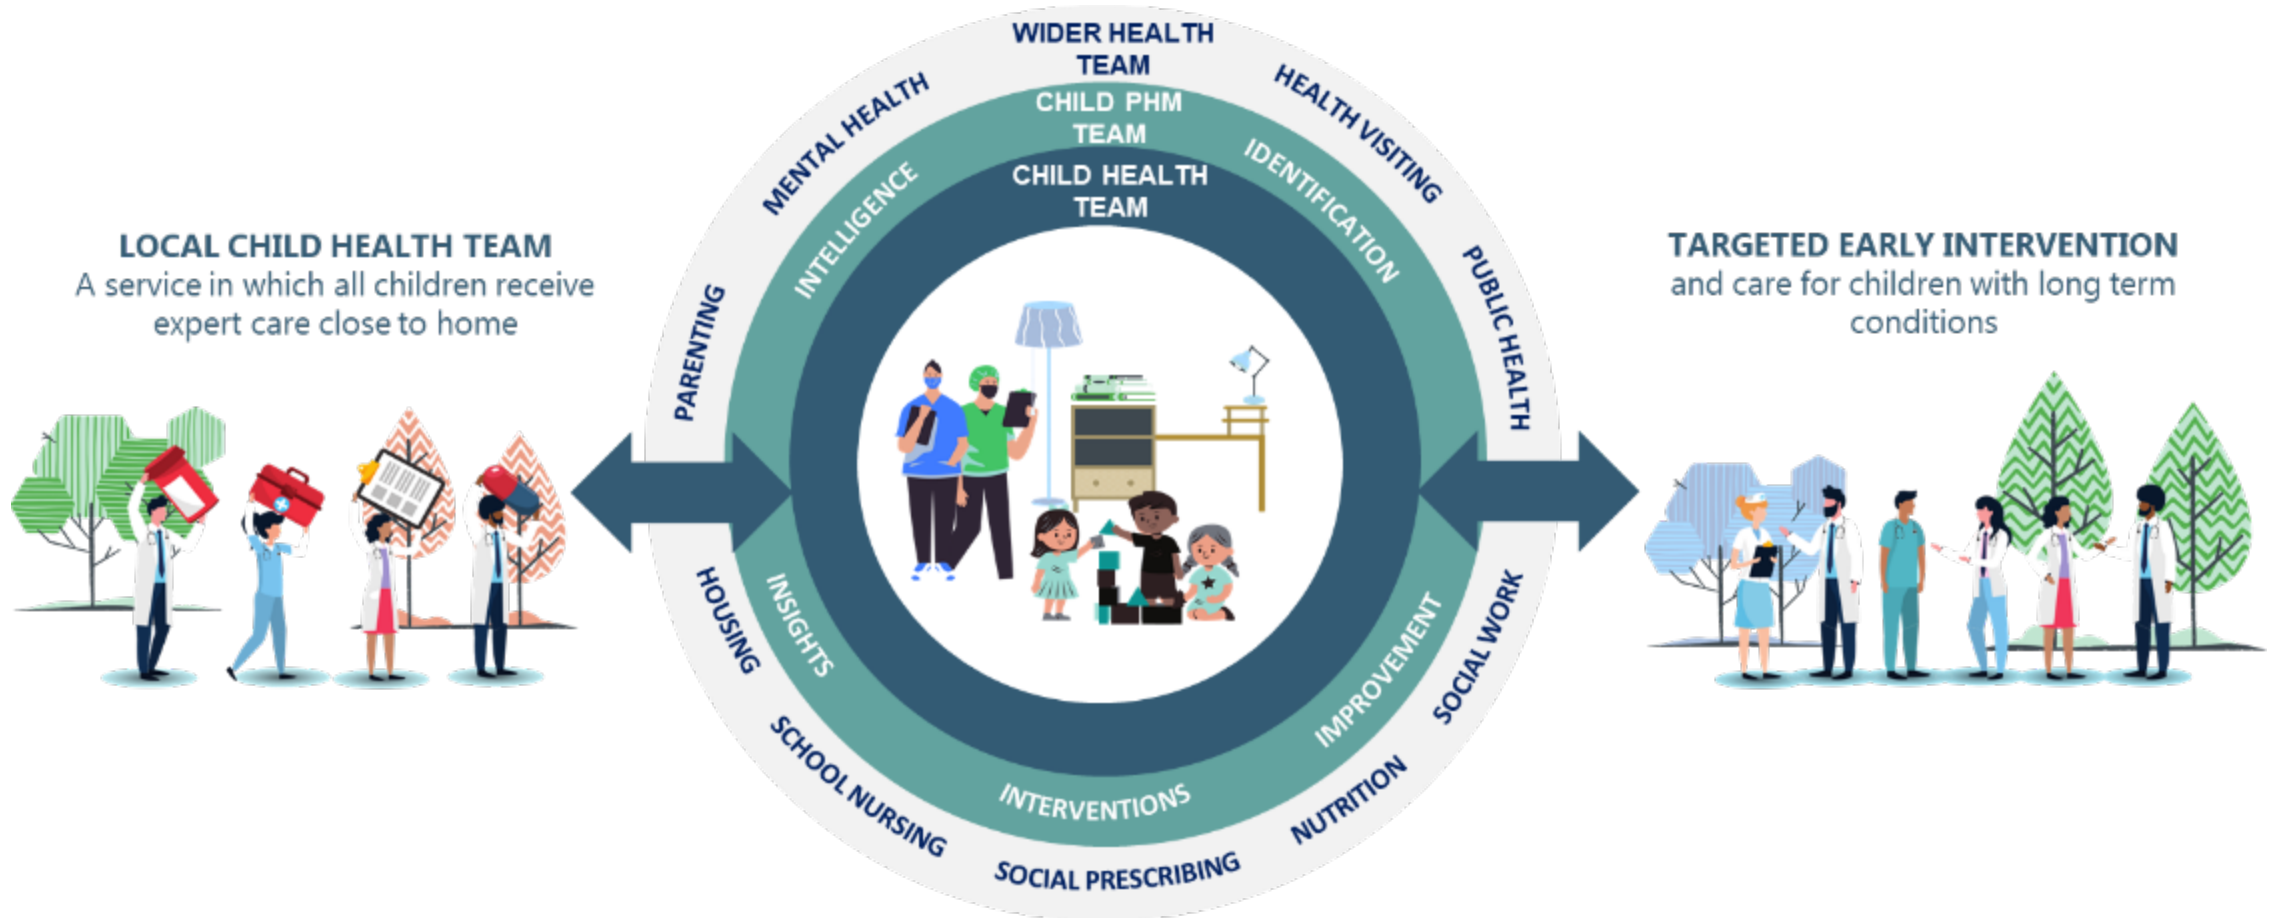 WIDER HEALTH
TEAM
CHILD PHM
TEAM
CHILD HEALTH
TEAM
MENTAL HEALTH
HEALTH VISITING
INTELLIGENCE
IDENTIFICATION
PARENTING
PUBLIC HEALTH
LOCAL CHILD HEALTH TEAM
A service in which all children receive
expert care close to home
TARGETED EARLY INTERVENTION
and care for children with long term
conditions
HOUSING
INSIGHTS
IMPROVEMENT
SOCIAL WORK
SCHOOL NURSING
INTERVENTIONS
NUTRITION
SOCIAL PRESCRIBING